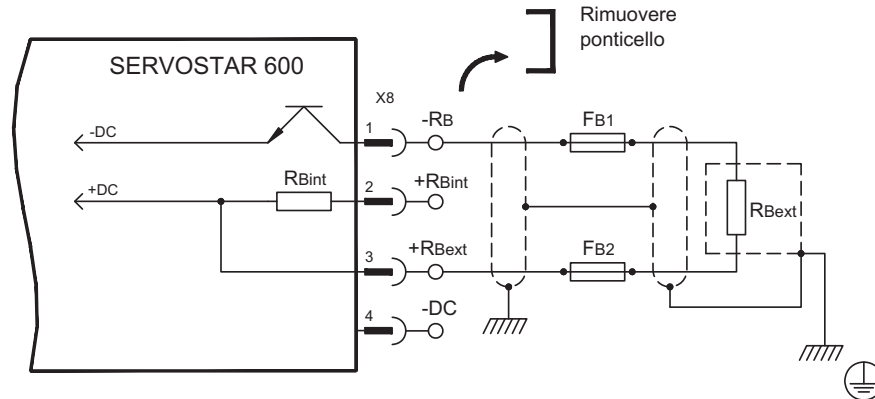 Rimuovere
ponticello
SERVOSTAR 600
X8
-DC
1
-RB
FB1
+DC
RBint
2
+RBint
RBext
3
+RBext
FB2
4
-DC